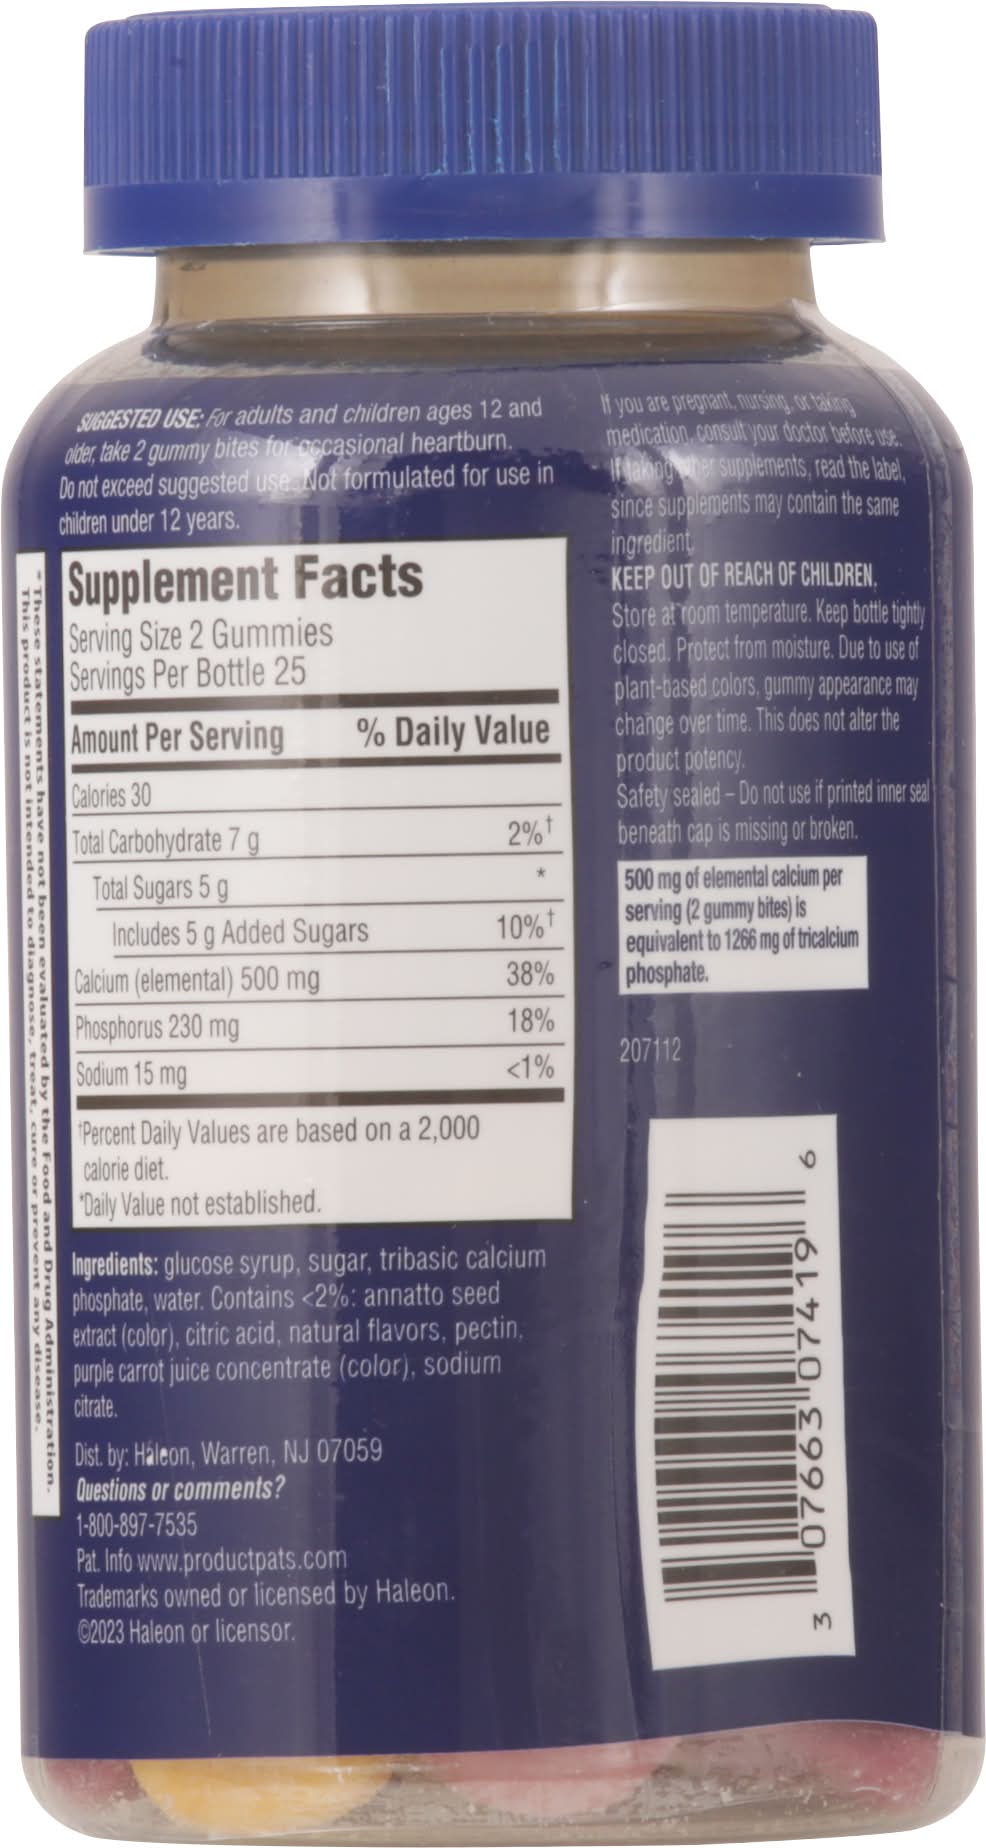 SUGGESTED USE: For adults and children ages 12 and
older, take 2 gummy bites for occasional heartburn.
Do not exceed suggested use. Not formulated for use in
children under 12 years.
*These statements have not been evaluated by the Food and Drug Administration.
This product is not intended to diagnose, treat, cure or prevent any disease.
Supplement Facts
Serving Size 2 Gummies
Servings Per Bottle 25
Amount Per Serving % Daily Value
Calories 30
Total Carbohydrate 7 g 2%†
Total Sugars 5 g *
Includes 5 g Added Sugars 10%†
Calcium (elemental) 500 mg 38%
Phosphorus 230 mg 18%
Sodium 15 mg <1%
†Percent Daily Values are based on a 2,000
calorie diet.
*Daily Value not established.
Ingredients: glucose syrup, sugar, tribasic calcium
phosphate, water. Contains <2%: annatto seed
extract (color), citric acid, natural flavors, pectin,
purple carrot juice concentrate (color), sodium
citrate.
Dist. by: Haleon, Warren, NJ 07059
Questions or comments?
1-800-897-7535
Pat. Info www.productpats.com
Trademarks owned or licensed by Haleon.
©2023 Haleon or licensor.
If you are pregnant, nursing, or taking
medication, consult your doctor before use.
If taking other supplements, read the label,
since supplements may contain the same
ingredient.
KEEP OUT OF REACH OF CHILDREN.
Store at room temperature. Keep bottle tightly
closed. Protect from moisture. Due to use of
plant-based colors, gummy appearance may
change over time. This does not alter the
product potency.
Safety sealed – Do not use if printed inner seal
beneath cap is missing or broken.
500 mg of elemental calcium per
serving (2 gummy bites) is
equivalent to 1266 mg of tricalcium
phosphate.
207112
3 07663 07419 6